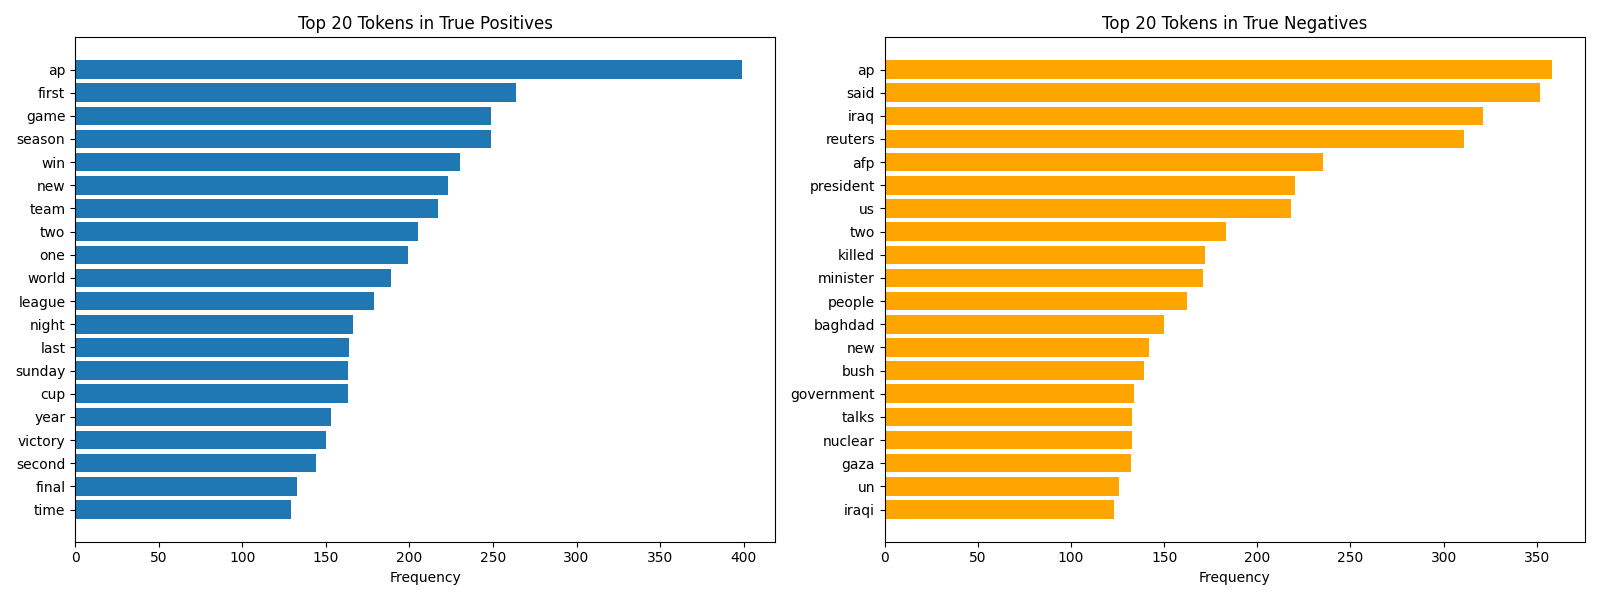 Top 20 Tokens in True Positives
ap
first
game
season
win
new
team
two
one
world
league
night
last
sunday
cup
year
victory
second
final
time
0 50 100 150 200 250 300 350 400
Frequency
Top 20 Tokens in True Negatives
ap
said
iraq
reuters
afp
president
us
two
killed
minister
people
baghdad
new
bush
government
talks
nuclear
gaza
un
iraqi
0 50 100 150 200 250 300 350
Frequency